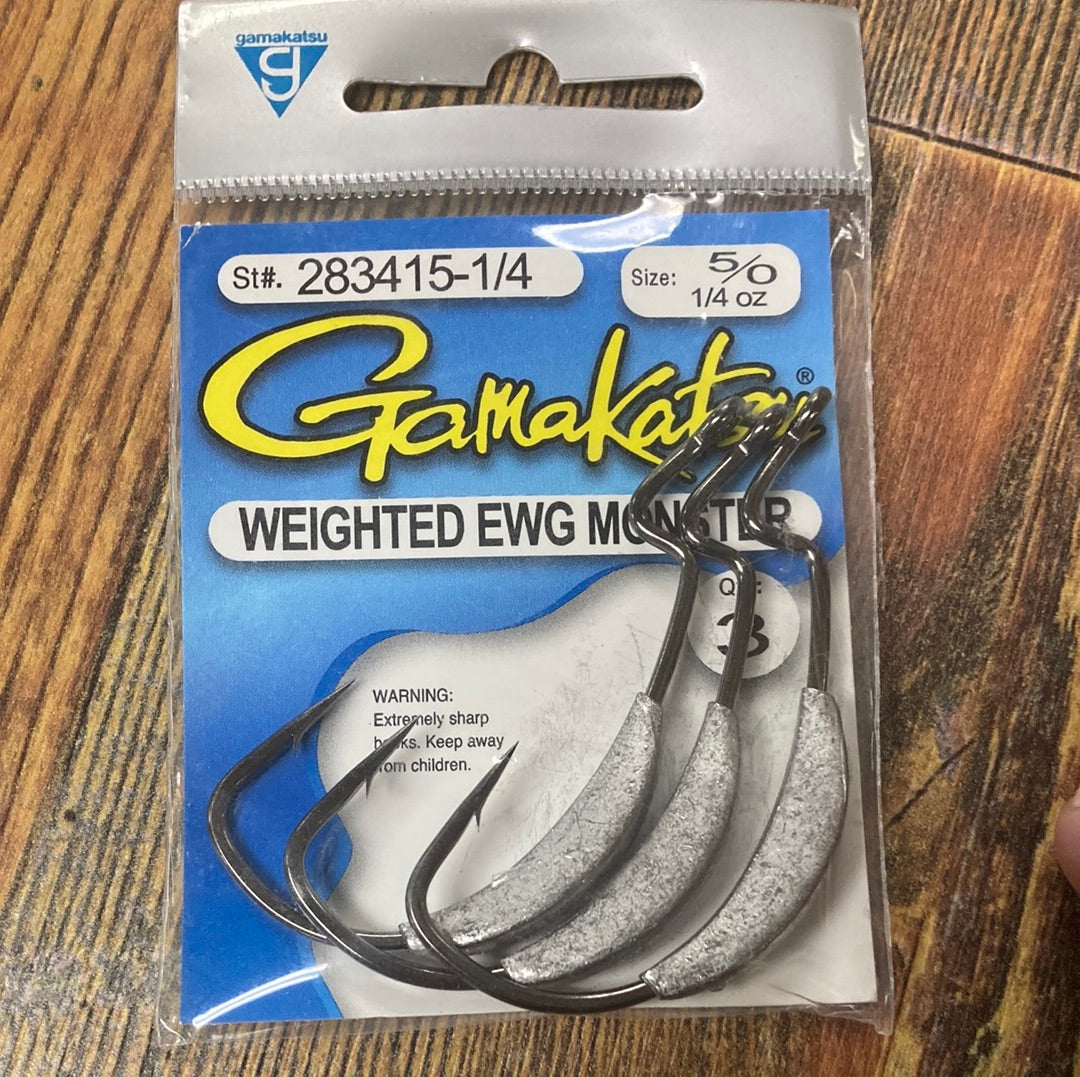 gamakatsu
g
St#. 283415-1/4
Size: 5/0
1/4 oz
Gamakatsu®
WEIGHTED EWG MONSTER
QTY:
3
WARNING:
Extremely sharp
hooks. Keep away
from children.